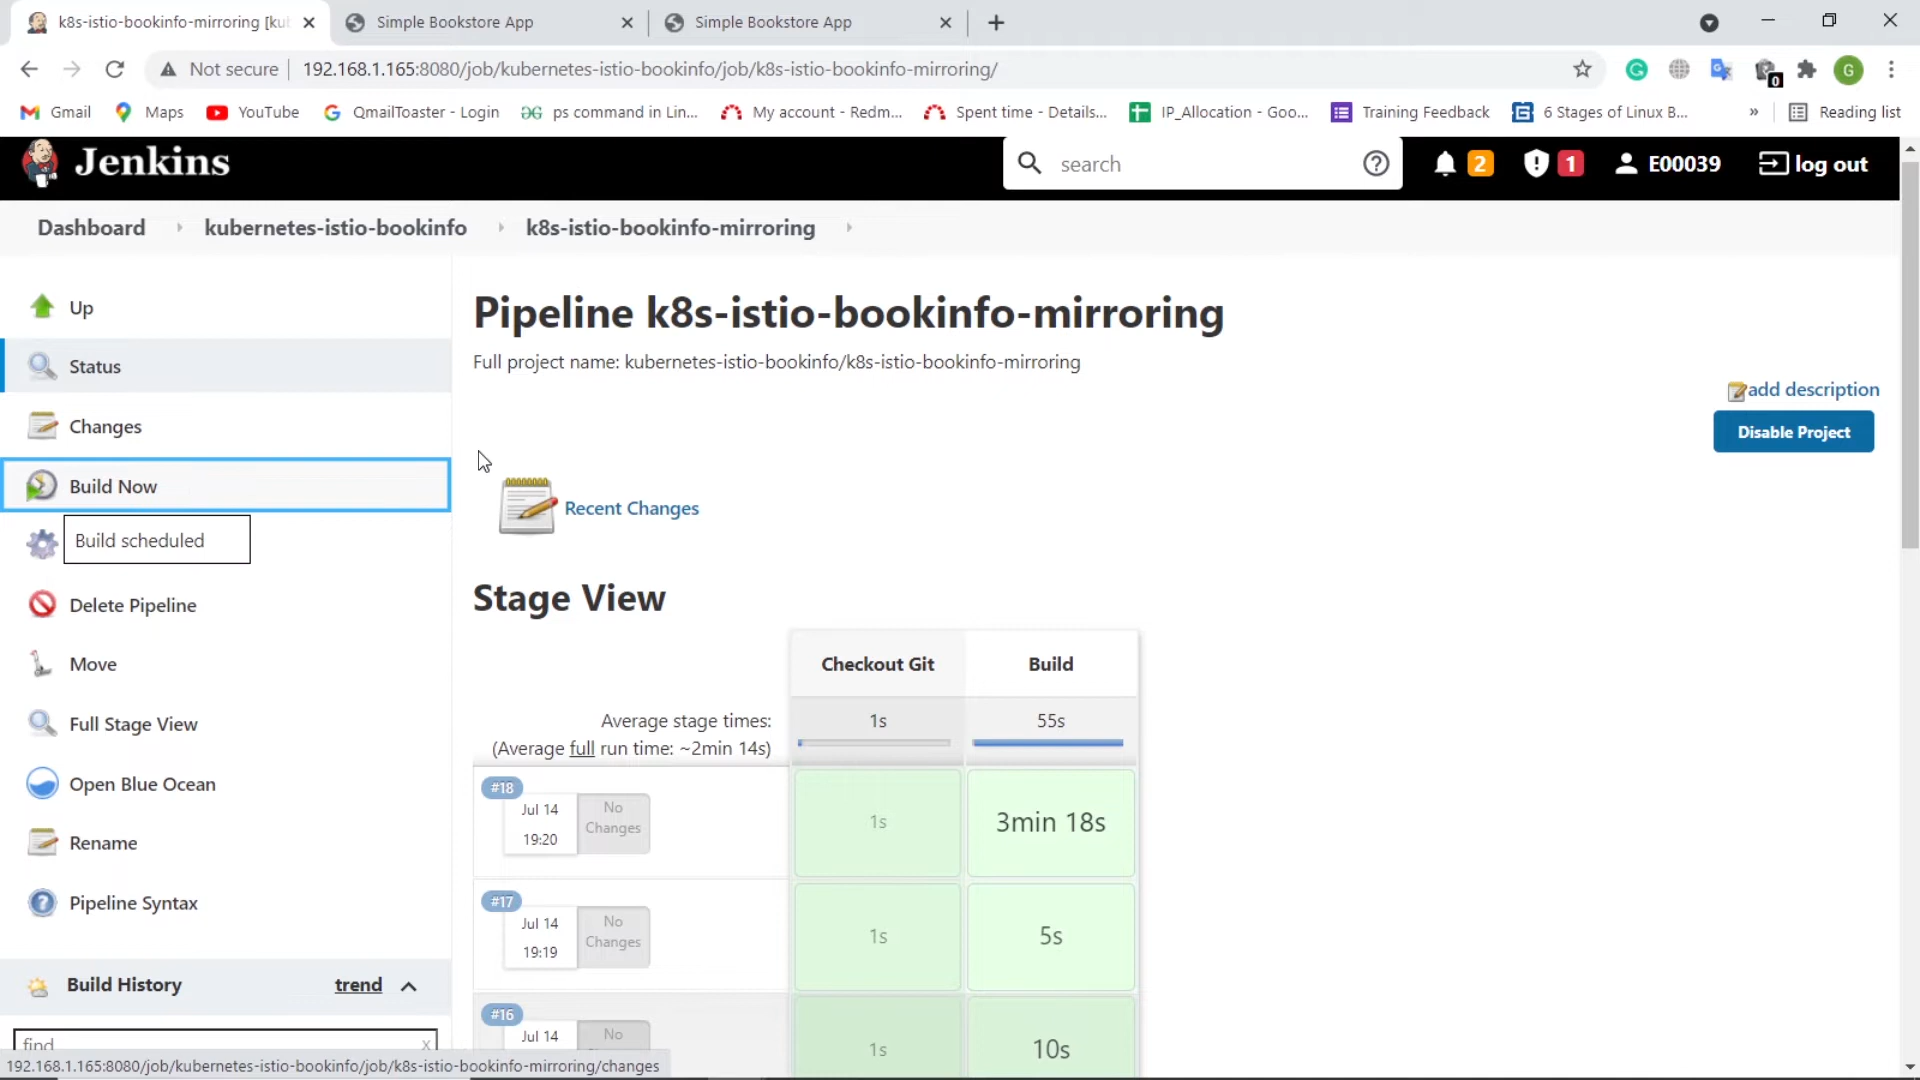 k8s-istio-bookinfo-mirroring [kub
Simple Bookstore App
Simple Bookstore App
Not secure
192.168.1.165:8080/job/kubernetes-istio-bookinfo/job/k8s-istio-bookinfo-mirroring/
0
G
Gmail
Maps
YouTube
QmailToaster - Login
ps command in Lin...
My account - Redm...
Spent time - Details...
IP_Allocation - Goo...
Training Feedback
6 Stages of Linux B...
»
Reading list
Jenkins
search
2
1
E00039
log out
Dashboard
kubernetes-istio-bookinfo
k8s-istio-bookinfo-mirroring
Up
Status
Changes
Build Now
Build scheduled
Delete Pipeline
Move
Full Stage View
Open Blue Ocean
Rename
Pipeline Syntax
Build History
trend
find
x
192.168.1.165:8080/job/kubernetes-istio-bookinfo/job/k8s-istio-bookinfo-mirroring/changes
Pipeline k8s-istio-bookinfo-mirroring
Full project name: kubernetes-istio-bookinfo/k8s-istio-bookinfo-mirroring
add description
Disable Project
Recent Changes
Stage View
Checkout Git
Build
Average stage times:
(Average full run time: ~2min 14s)
1s
55s
#18
Jul 14
19:20
No
Changes
1s
3min 18s
#17
Jul 14
19:19
No
Changes
1s
5s
#16
Jul 14
No
1s
10s